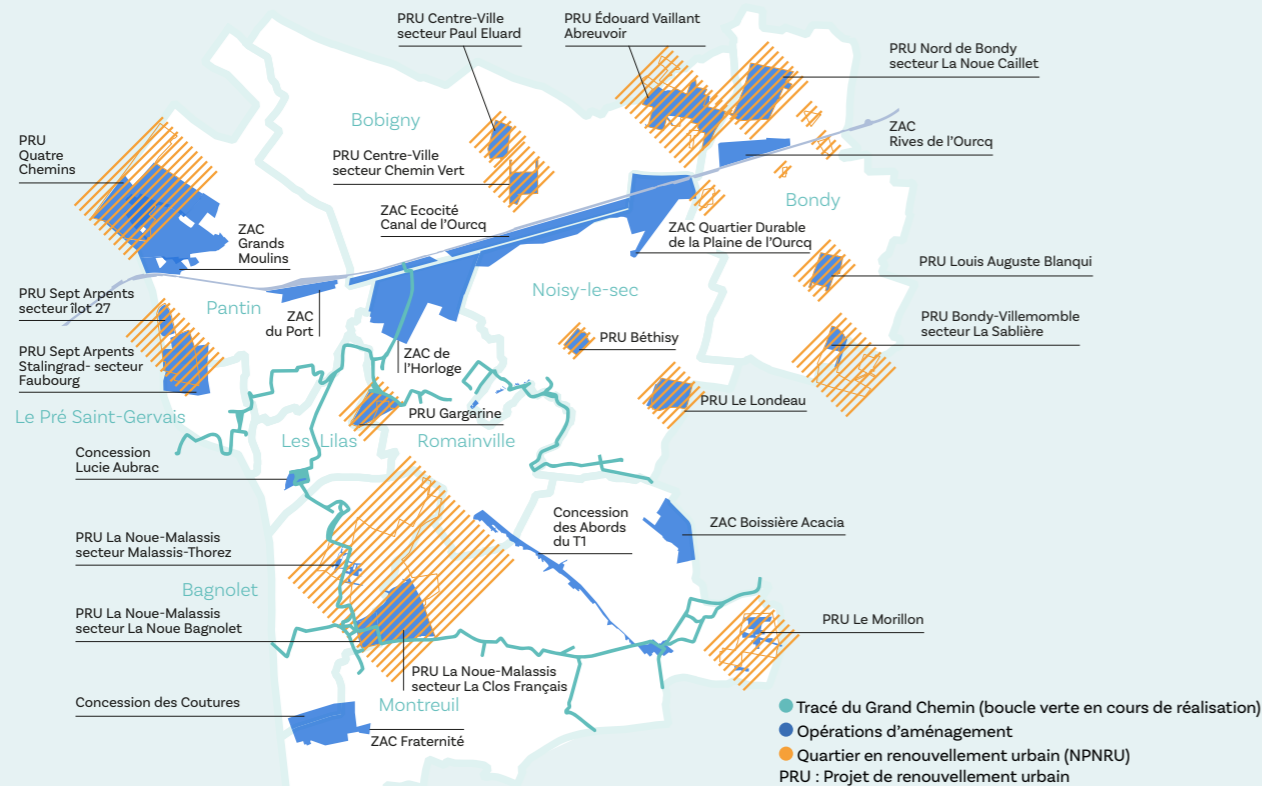 PRU Centre-Ville
secteur Paul Eluard
PRU Édouard Vaillant
Abreuvoir
PRU Nord de Bondy
secteur La Noue Caillet
Bobigny
PRU
Quatre
Chemins
PRU Centre-Ville
secteur Chemin Vert
ZAC
Rives de l'Ourcq
ZAC Ecocité
Canal de l'Ourcq
Bondy
ZAC
Grands
Moulins
ZAC Quartier Durable
de la Plaine de l'Ourcq
PRU Louis Auguste Blanqui
PRU Sept Arpents
secteur îlot 27
Pantin
Noisy-le-sec
ZAC
du Port
PRU Bondy-Villemomble
secteur La Sablière
PRU Béthisy
PRU Sept Arpents
Stalingrad- secteur
Faubourg
ZAC de
l'Horloge
PRU Le Londeau
PRU Gargarine
Le Pré Saint-Gervais
Les Lilas
Romainville
Concession
Lucie Aubrac
Concession
des Abords
du T1
ZAC Boissière Acacia
PRU La Noue-Malassis
secteur Malassis-Thorez
Bagnolet
PRU La Noue-Malassis
secteur La Noue Bagnolet
PRU Le Morillon
PRU La Noue-Malassis
secteur La Clos Français
Concession des Coutures
Montreuil
ZAC Fraternité
Tracé du Grand Chemin (boucle verte en cours de réalisation)
Opérations d'aménagement
Quartier en renouvellement urbain (NPNRU)
PRU : Projet de renouvellement urbain